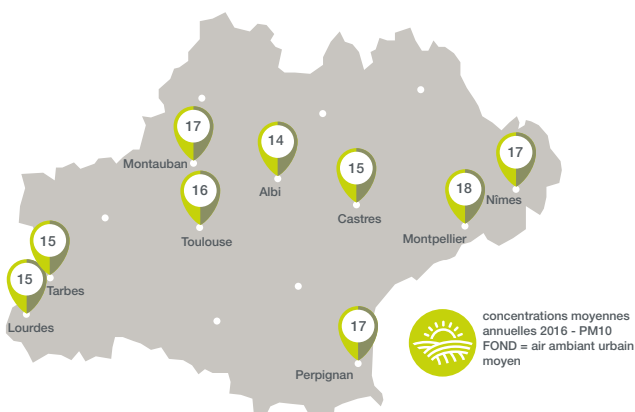 17
Montauban
14
Albi
15
Castres
17
Nîmes
16
Toulouse
18
Montpellier
15
Tarbes
15
Lourdes
17
Perpignan
concentrations moyennes
annuelles 2016 - PM10
FOND = air ambiant urbain
moyen